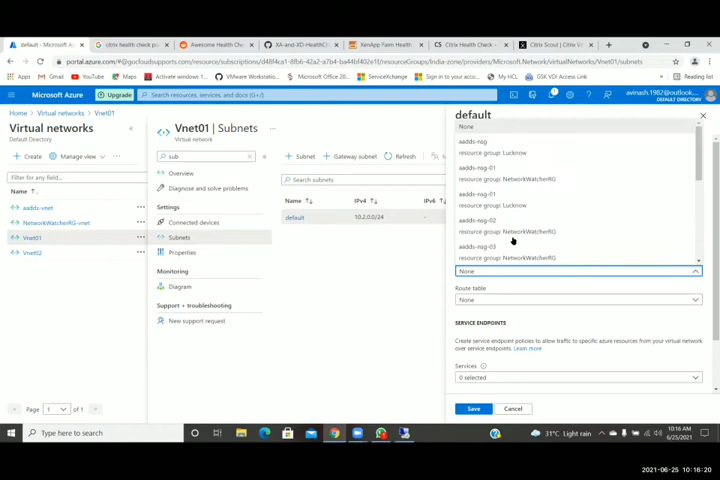 default - Microsoft Azure
citrix health check
Awesome Health Check
XA-and-XD-HealthCh
XenApp Farm Health
Citrix Health Check -
Citrix Scout | Citrix V
portal.azure.com/#@gocloudsupports.com/resource/subscriptions/
resourceGroups/India-zone/providers/Microsoft.Network/virtualNetworks/Vnet01/subnets
Apps
Gmail
YouTube
Maps
Activate windows 1...
VMware Workstatio...
Microsoft Office 20...
ServiceXchange
Sign in to your acco...
My HCL
GSK VDI Access Link
Reading list
Microsoft Azure
Upgrade
Search resources, services, and docs (G+/)
avinash.1982@outlook....
DEFAULT DIRECTORY
Home > Virtual networks > Vnet01
Virtual networks
Default Directory
+ Create
Manage view
Filter for any field...
Name
aadds-vnet
NetworkWatcherRG-vnet
Vnet01
Vnet02
Page 1 of 1
Vnet01 | Subnets
Virtual network
sub
Overview
Diagnose and solve problems
Settings
Connected devices
Subnets
Properties
Monitoring
Diagram
Support + troubleshooting
New support request
+ Subnet
+ Gateway subnet
Refresh
Search subnets
Name
IPv4
IPv6
default
10.2.0.0/24
-
default
None
aadds-nsg
resource group: Lucknow
aadds-nsg-01
resource group: NetworkWatcherRG
aadds-nsg-01
resource group: Lucknow
aadds-nsg-02
resource group: NetworkWatcherRG
aadds-nsg-03
resource group: NetworkWatcherRG
None
Route table
None
SERVICE ENDPOINTS
Create service endpoint policies to allow traffic to specific azure resources from your virtual network
over service endpoints. Learn more
Services
0 selected
Save
Cancel
Type here to search
31°C Light rain
10:16 AM
6/25/2021
2021-06-25 10:16:20